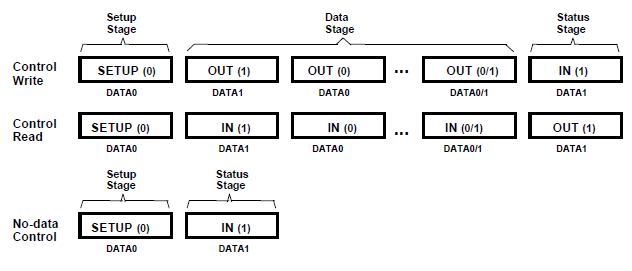 Setup Stage
Data Stage
Status Stage
Control Write
SETUP (0)
OUT (1)
OUT (0)
...
OUT (0/1)
IN (1)
DATA0
DATA1
DATA0
DATA0/1
DATA1
Control Read
SETUP (0)
IN (1)
IN (0)
...
IN (0/1)
OUT (1)
DATA0
DATA1
DATA0
DATA0/1
DATA1
Setup Stage
Status Stage
No-data Control
SETUP (0)
IN (1)
DATA0
DATA1